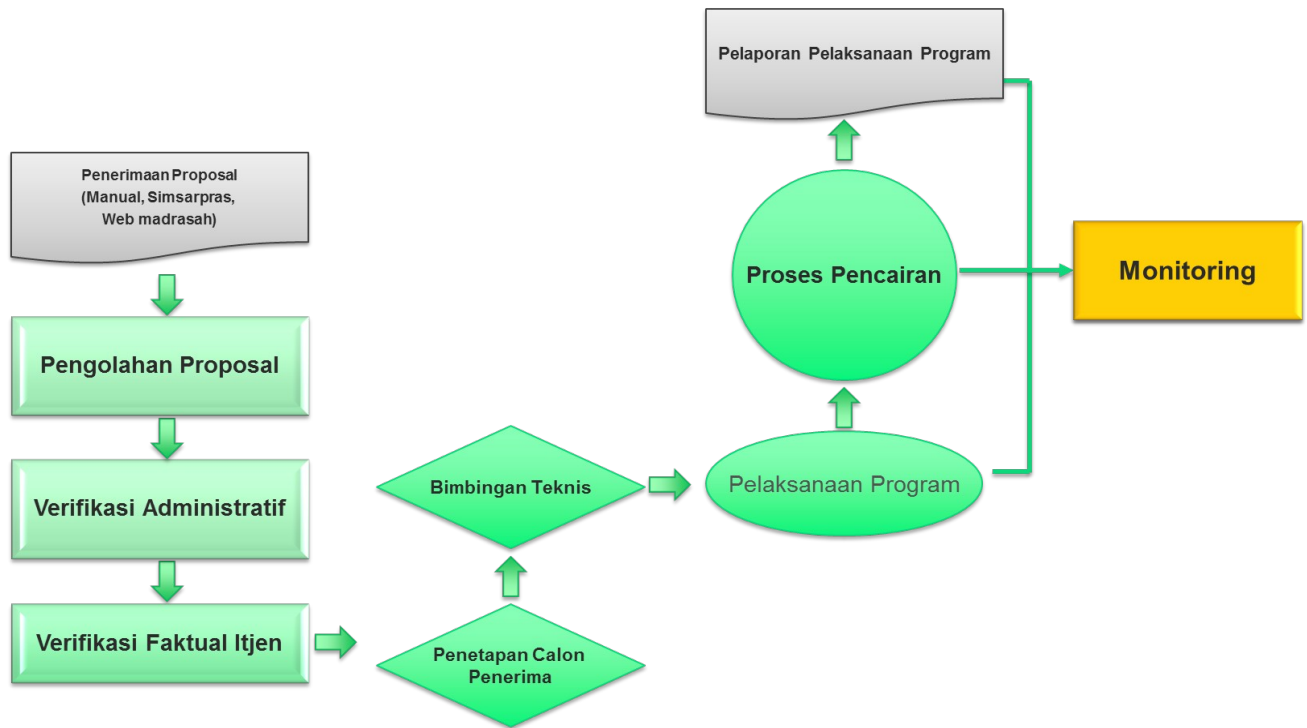 Penerimaan Proposal
(Manual, Simsarpras,
Web madrasah)
Pengolahan Proposal
Verifikasi Administratif
Verifikasi Faktual Itjen
Penetapan Calon
Penerima
Bimbingan Teknis
Pelaksanaan Program
Proses Pencairan
Pelaporan Pelaksanaan Program
Monitoring